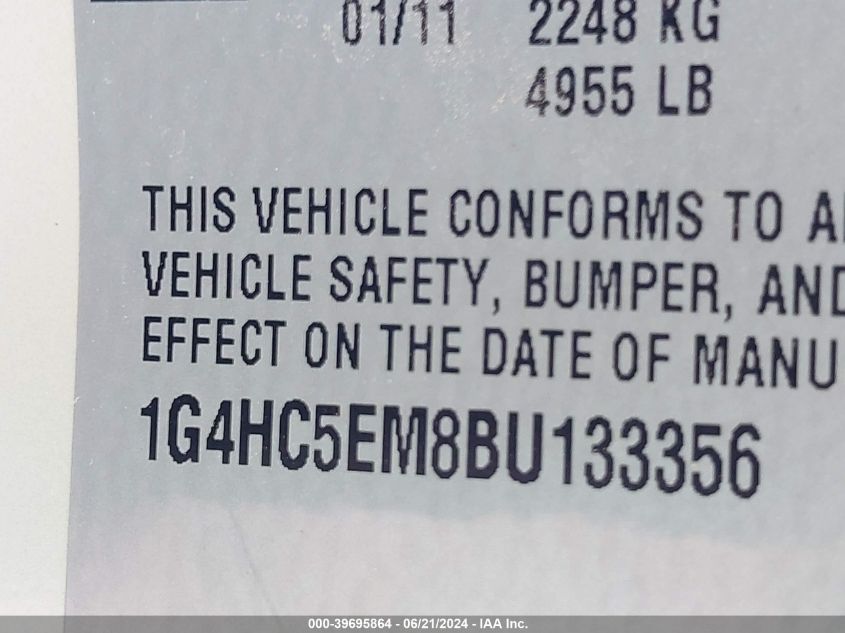 01/11 2248 KG
4955 LB
THIS VEHICLE CONFORMS TO
VEHICLE SAFETY, BUMPER, AND
EFFECT ON THE DATE OF MANU
1G4HC5EM8BU133356
000-39695864 - 06/21/2024 - IAA Inc.